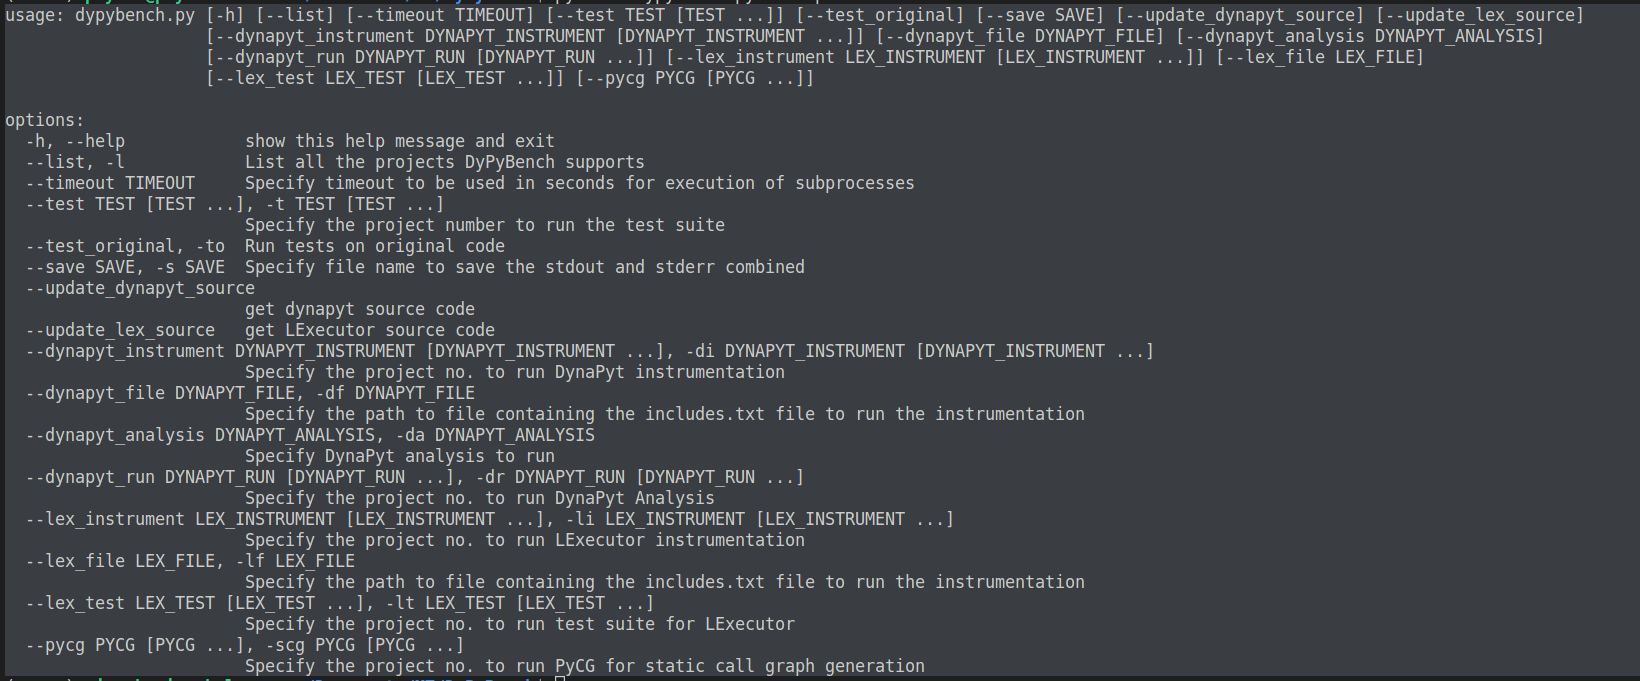 usage: dypybench.py [-h] [--list] [--timeout TIMEOUT] [--test TEST [TEST ...]] [--test_original] [--save SAVE] [--update_dynapyt_source] [--update_lex_source]
                    [--dynapyt_instrument DYNAPYT_INSTRUMENT [DYNAPYT_INSTRUMENT ...]] [--dynapyt_file DYNAPYT_FILE] [--dynapyt_analysis DYNAPYT_ANALYSIS]
                    [--dynapyt_run DYNAPYT_RUN [DYNAPYT_RUN ...]] [--lex_instrument LEX_INSTRUMENT [LEX_INSTRUMENT ...]] [--lex_file LEX_FILE]
                    [--lex_test LEX_TEST [LEX_TEST ...]] [--pycg PYCG [PYCG ...]]

options:
  -h, --help            show this help message and exit
  --list, -l            List all the projects DyPyBench supports
  --timeout TIMEOUT     Specify timeout to be used in seconds for execution of subprocesses
  --test TEST [TEST ...], -t TEST [TEST ...]
                        Specify the project number to run the test suite
  --test_original, -to  Run tests on original code
  --save SAVE, -s SAVE  Specify file name to save the stdout and stderr combined
  --update_dynapyt_source
                        get dynapyt source code
  --update_lex_source   get LExecutor source code
  --dynapyt_instrument DYNAPYT_INSTRUMENT [DYNAPYT_INSTRUMENT ...], -di DYNAPYT_INSTRUMENT [DYNAPYT_INSTRUMENT ...]
                        Specify the project no. to run DynaPyt instrumentation
  --dynapyt_file DYNAPYT_FILE, -df DYNAPYT_FILE
                        Specify the path to file containing the includes.txt file to run the instrumentation
  --dynapyt_analysis DYNAPYT_ANALYSIS, -da DYNAPYT_ANALYSIS
                        Specify DynaPyt analysis to run
  --dynapyt_run DYNAPYT_RUN [DYNAPYT_RUN ...], -dr DYNAPYT_RUN [DYNAPYT_RUN ...]
                        Specify the project no. to run DynaPyt Analysis
  --lex_instrument LEX_INSTRUMENT [LEX_INSTRUMENT ...], -li LEX_INSTRUMENT [LEX_INSTRUMENT ...]
                        Specify the project no. to run LExecutor instrumentation
  --lex_file LEX_FILE, -lf LEX_FILE
                        Specify the path to file containing the includes.txt file to run the instrumentation
  --lex_test LEX_TEST [LEX_TEST ...], -lt LEX_TEST [LEX_TEST ...]
                        Specify the project no. to run test suite for LExecutor
  --pycg PYCG [PYCG ...], -scg PYCG [PYCG ...]
                        Specify the project no. to run PyCG for static call graph generation